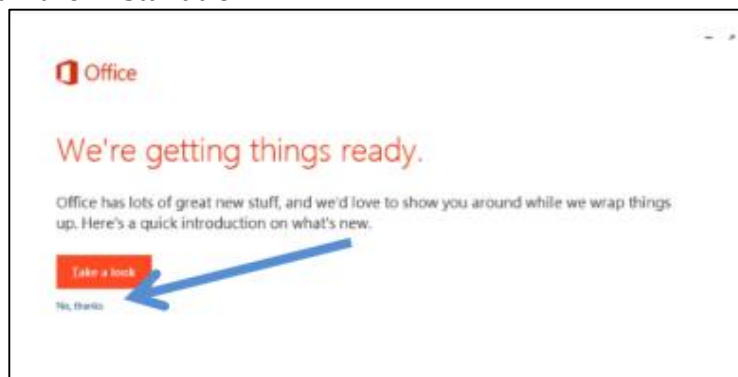 Office
We're getting things ready.
Office has lots of great new stuff, and we'd love to show you around while we wrap things
up. Here's a quick introduction on what's new.
Take a look
No, thanks